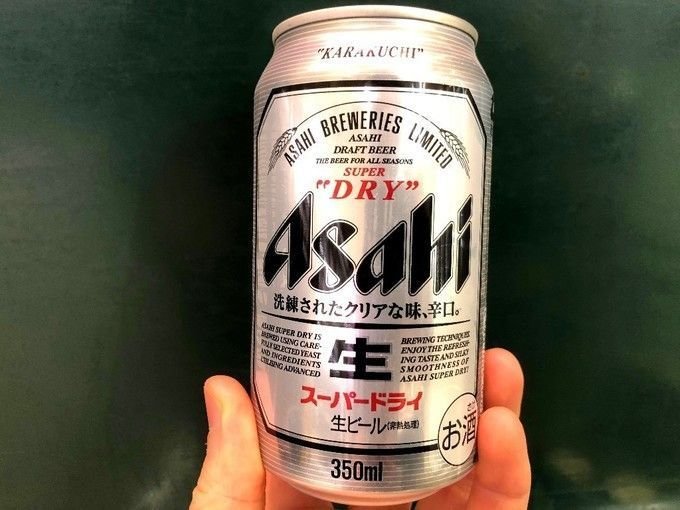 "KARAKUCHI"
ASAHI BREWERIES LIMITED
ASAHI
DRAFT BEER
THE BEER FOR ALL SEASONS
SUPER
"DRY"
Asahi
洗練されたクリアな味、辛口。
ASAHI SUPER DRY IS
BREWED USING CARE-
FULLY SELECTED YEAST
AND INGREDIENTS
UTILISING ADVANCED
生
BREWING TECHNIQUES.
ENJOY THE REFRESH-
ING TASTE AND SILKY
SMOOTHNESS OF
ASAHI SUPER DRY!
スーパードライ
生ビール(非熱処理)
お酒
350ml